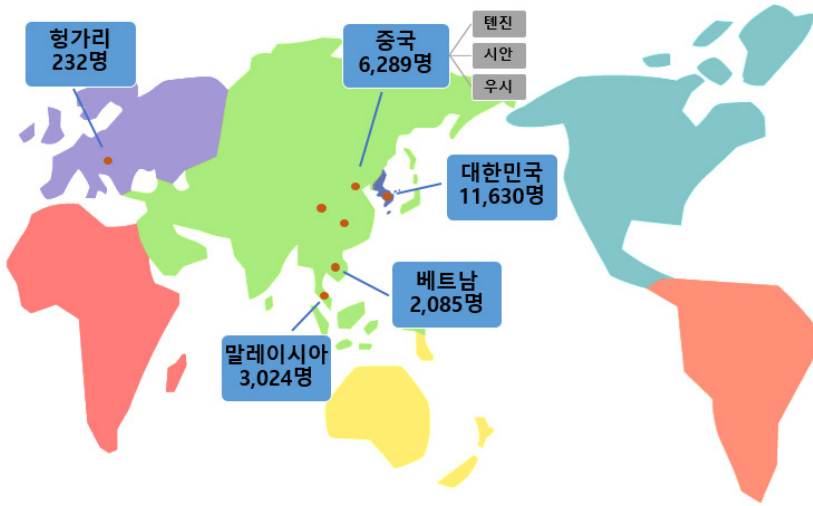 헝가리
232명
중국
6,289명
텐진
시안
우시
대한민국
11,630명
베트남
2,085명
말레이시아
3,024명